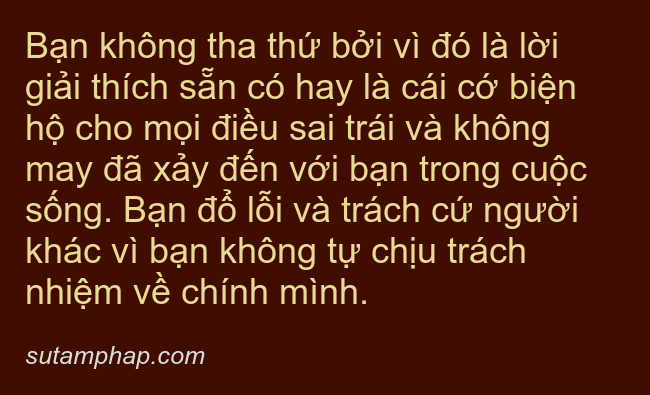 Bạn không tha thứ bởi vì đó là lời
giải thích sẵn có hay là cái cớ biện
hộ cho mọi điều sai trái và không
may đã xảy đến với bạn trong cuộc
sống. Bạn đổ lỗi và trách cứ người
khác vì bạn không tự chịu trách
nhiệm về chính mình.
sutamphap.com